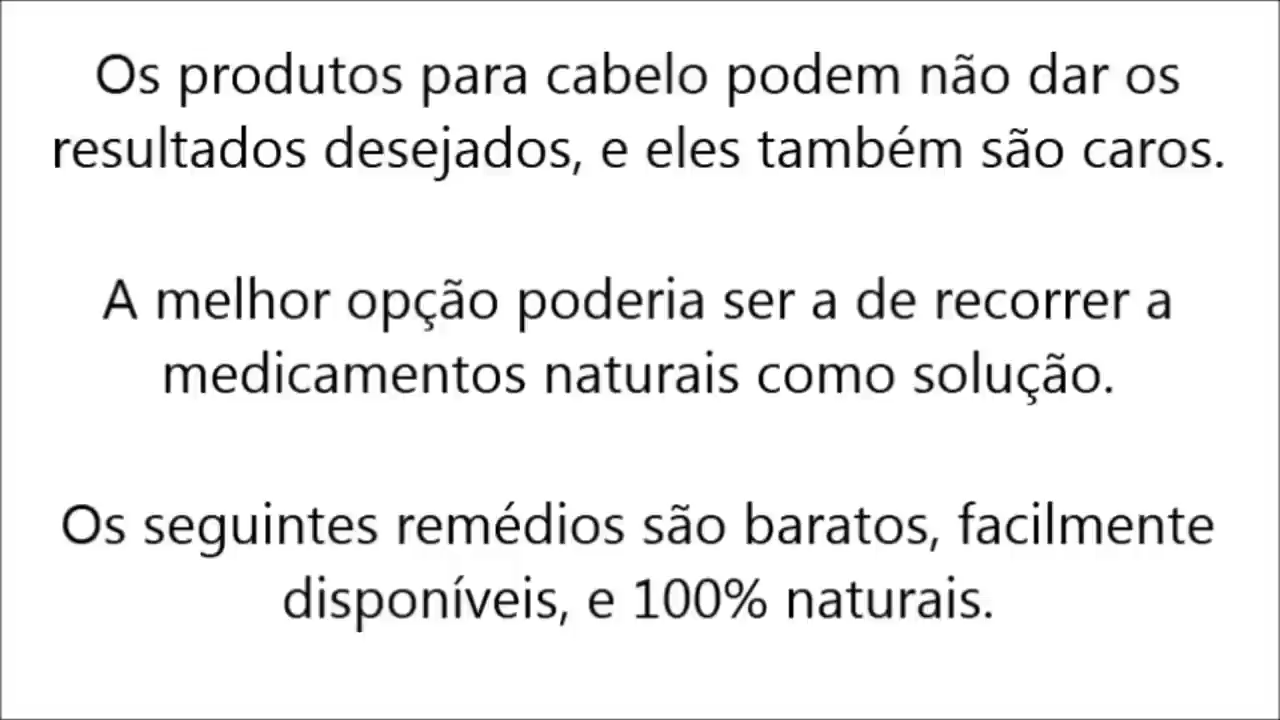 Os produtos para cabelo podem não dar os
resultados desejados, e eles também são caros.
A melhor opção poderia ser a de recorrer a
medicamentos naturais como solução.
Os seguintes remédios são baratos, facilmente
disponíveis, e 100% naturais.